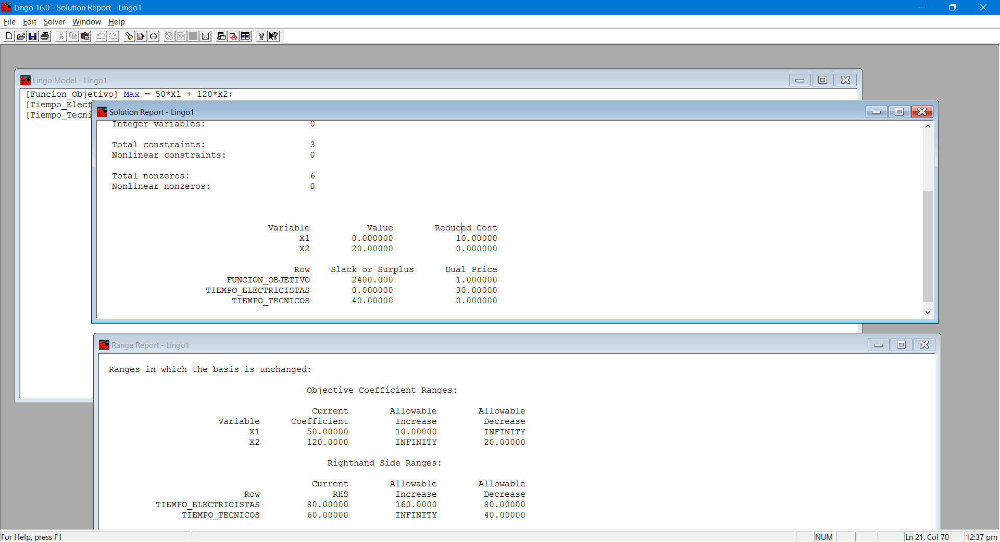 Lingo 16.0 - Solution Report - Lingo1
File Edit Solver Window Help
Lingo Model - Lingo1
[Funcion_Objetivo] Max = 50*X1 + 120*X2;
[Tiempo_Elect
[Tiempo_Tecni
Solution Report - Lingo1
Integer variables: 0
Total constraints: 3
Nonlinear constraints: 0
Total nonzeros: 6
Nonlinear nonzeros: 0
Variable Value Reduced Cost
X1 0.000000 10.00000
X2 20.00000 0.000000
Row Slack or Surplus Dual Price
FUNCION_OBJETIVO 2400.000 1.000000
TIEMPO_ELECTRICISTAS 0.000000 30.00000
TIEMPO_TECNICOS 40.00000 0.000000
Range Report - Lingo1
Ranges in which the basis is unchanged:
Objective Coefficient Ranges:
Current Allowable Allowable
Variable Coefficient Increase Decrease
X1 50.00000 10.00000 INFINITY
X2 120.0000 INFINITY 20.00000
Righthand Side Ranges:
Current Allowable Allowable
Row RHS Increase Decrease
TIEMPO_ELECTRICISTAS 80.00000 160.0000 80.00000
TIEMPO_TECNICOS 60.00000 INFINITY 40.00000
For Help, press F1 NUM Ln 21, Col 70 12:37 pm